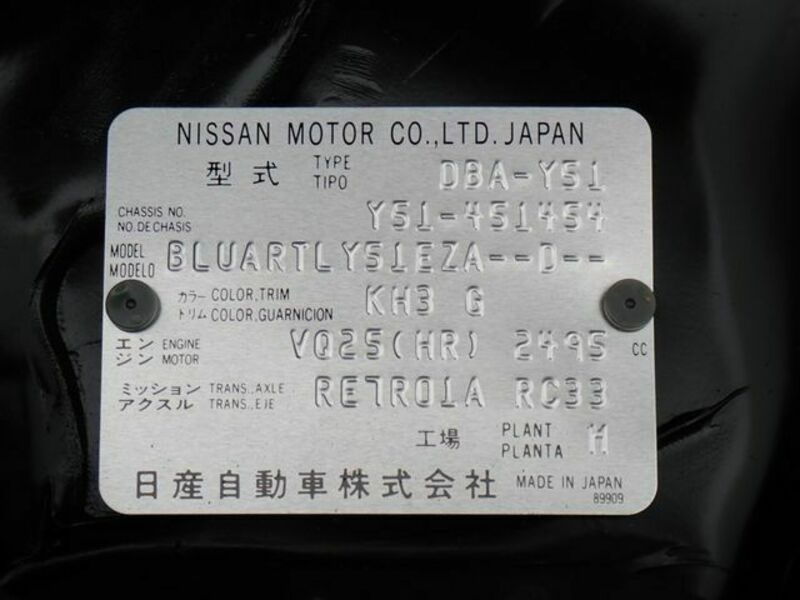 NISSAN MOTOR CO.,LTD. JAPAN
型式 TYPE TIPO DBA-Y51
CHASSIS NO. NO. DE CHASIS Y51-451454
MODEL MODELO BLUARTLY51EZA--D--
カラー COLOR,TRIM トリム COLOR,GUARNICION KH3 G
エンジン ENGINE MOTOR VQ25(HR) 2495 CC
ミッション TRANS.,AXLE アクスル TRANS.,EJE RE7R01A RC33
工場 PLANT PLANTA M
日産自動車株式会社 MADE IN JAPAN
89909